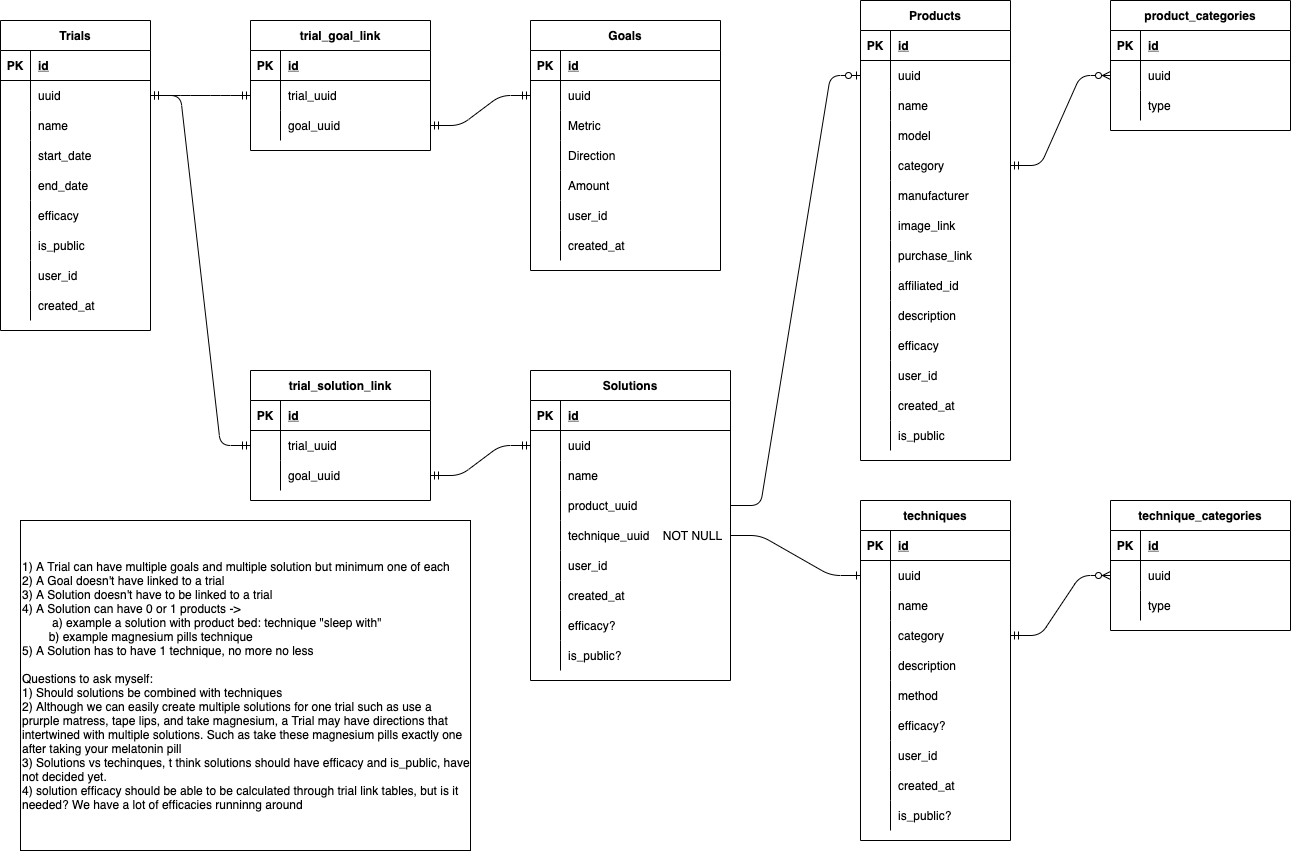 Trials
PK id
uuid
name
start_date
end_date
efficacy
is_public
user_id
created_at
trial_goal_link
PK id
trial_uuid
goal_uuid
Goals
PK id
uuid
Metric
Direction
Amount
user_id
created_at
Products
PK id
uuid
name
model
category
manufacturer
image_link
purchase_link
affiliated_id
description
efficacy
user_id
created_at
is_public
product_categories
PK id
uuid
type
trial_solution_link
PK id
trial_uuid
goal_uuid
Solutions
PK id
uuid
name
product_uuid
technique_uuid NOT NULL
user_id
created_at
efficacy?
is_public?
techniques
PK id
uuid
name
category
description
method
efficacy?
user_id
created_at
is_public?
technique_categories
PK id
uuid
type
1) A Trial can have multiple goals and multiple solution but minimum one of each
2) A Goal doesn't have linked to a trial
3) A Solution doesn't have to be linked to a trial
4) A Solution can have 0 or 1 products ->
a) example a solution with product bed: technique "sleep with"
b) example magnesium pills technique
5) A Solution has to have 1 technique, no more no less
Questions to ask myself:
1) Should solutions be combined with techniques
2) Although we can easily create multiple solutions for one trial such as use a
prurple matress, tape lips, and take magnesium, a Trial may have directions that
intertwined with multiple solutions. Such as take these magnesium pills exactly one
after taking your melatonin pill
3) Solutions vs techinques, t think solutions should have efficacy and is_public, have
not decided yet.
4) solution efficacy should be able to be calculated through trial link tables, but is it
needed? We have a lot of efficacies runninng around